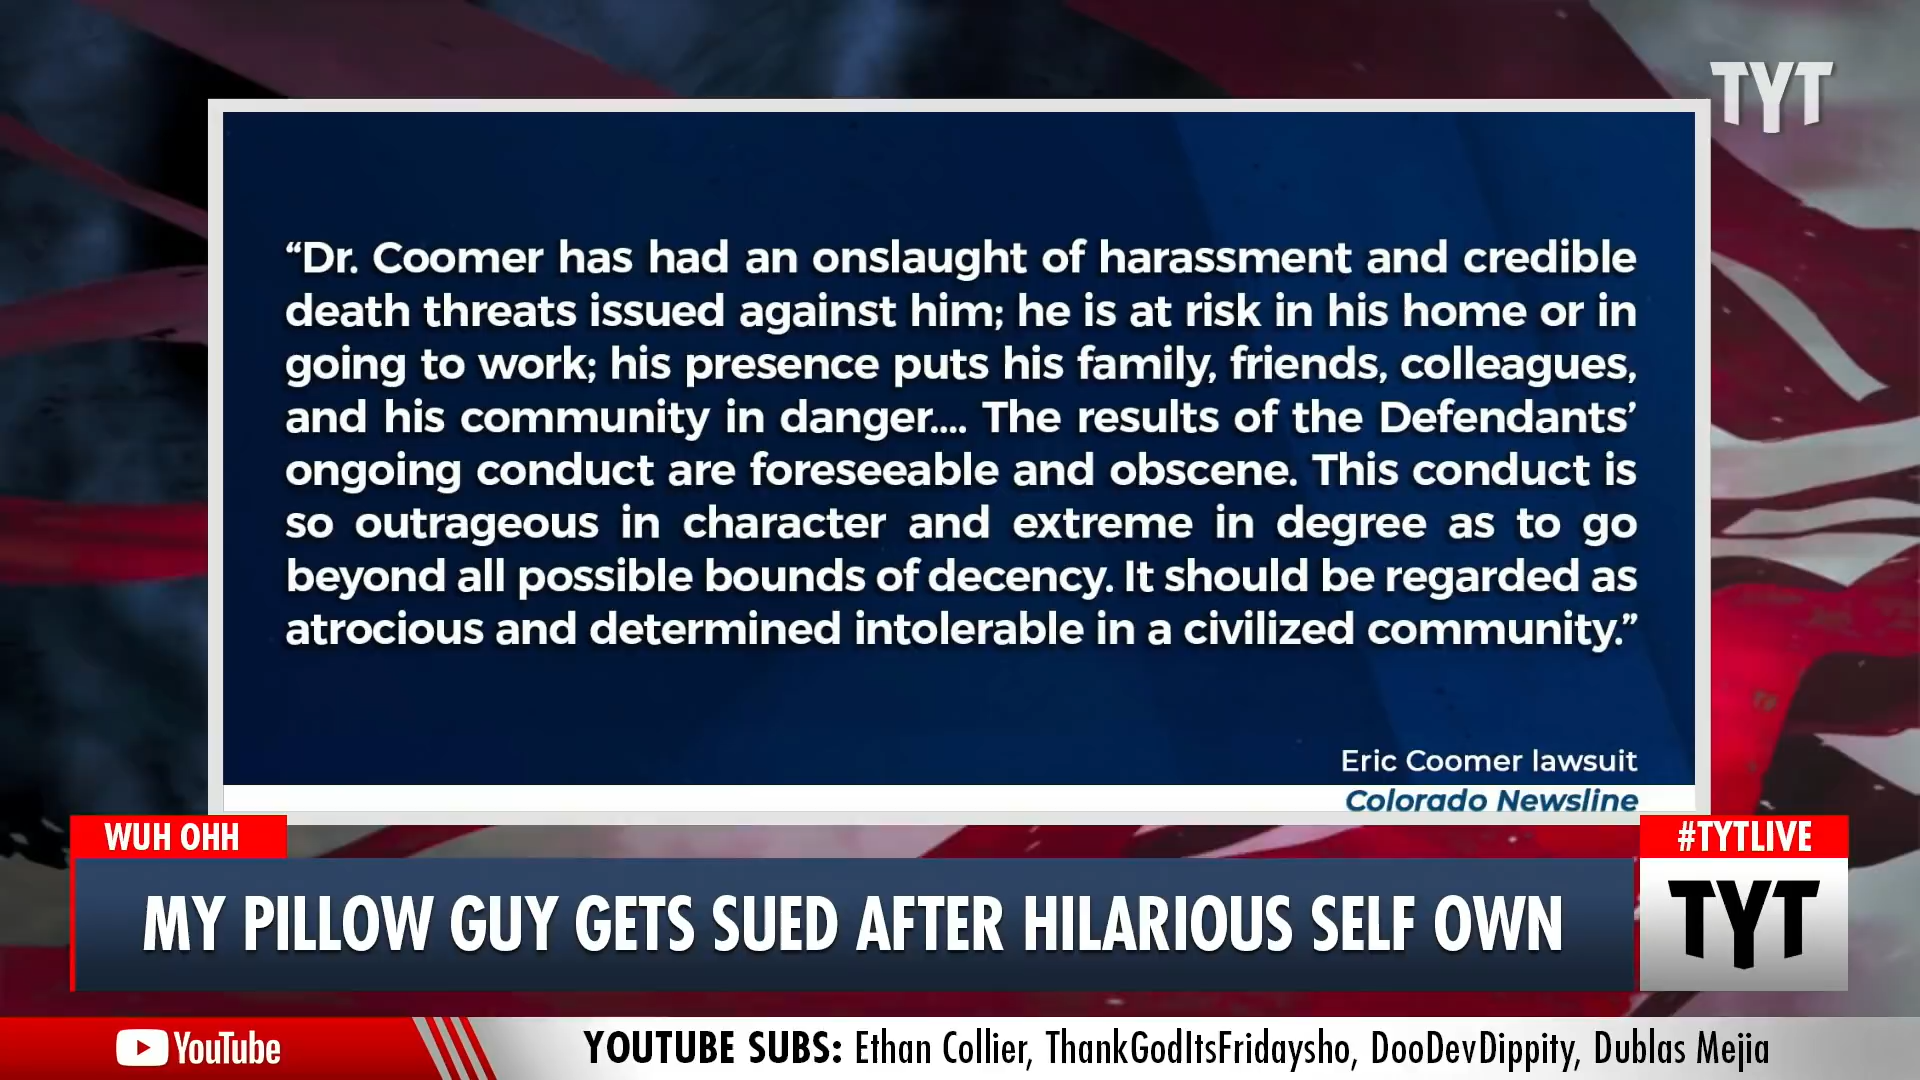 TYT
“Dr. Coomer has had an onslaught of harassment and credible
death threats issued against him; he is at risk in his home or in
going to work; his presence puts his family, friends, colleagues,
and his community in danger.... The results of the Defendants’
ongoing conduct are foreseeable and obscene. This conduct is
so outrageous in character and extreme in degree as to go
beyond all possible bounds of decency. It should be regarded as
atrocious and determined intolerable in a civilized community.”
Eric Coomer lawsuit
Colorado Newsline
WUH OHH
#TYTLIVE
MY PILLOW GUY GETS SUED AFTER HILARIOUS SELF OWN
TYT
YouTube
YOUTUBE SUBS: Ethan Collier, ThankGodItsFridaysho, DooDevDippity, Dublas Mejia